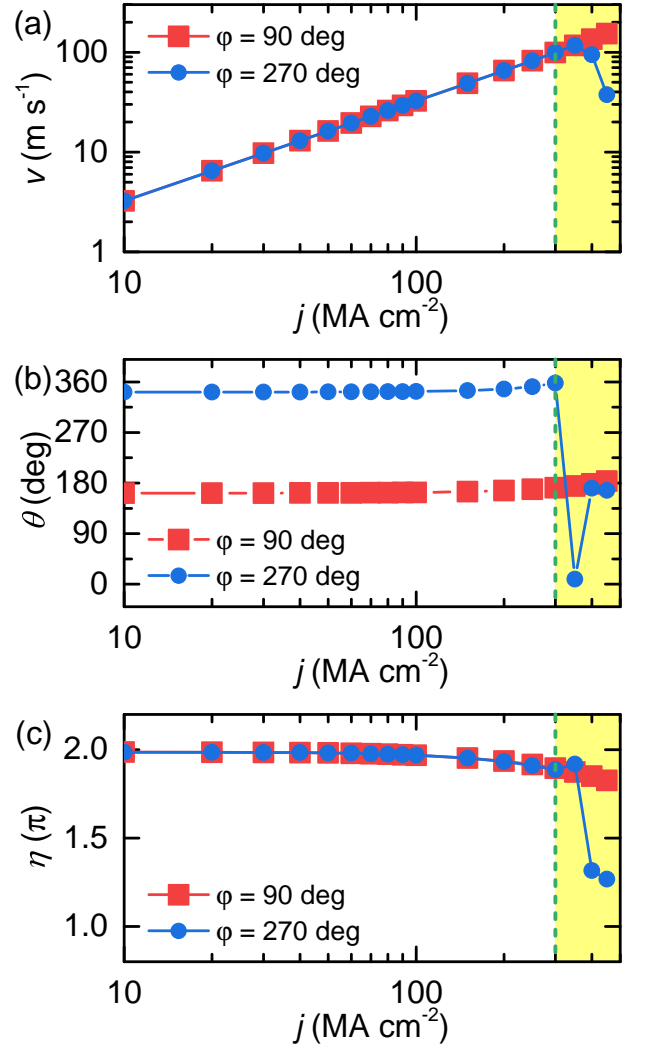 (a)
φ = 90 deg
φ = 270 deg
100
10
1
v (m s⁻¹)
10
100
j (MA cm⁻²)
(b)
360
270
180
90
0
θ (deg)
φ = 90 deg
φ = 270 deg
10
100
j (MA cm⁻²)
(c)
2.0
1.5
1.0
η (π)
φ = 90 deg
φ = 270 deg
10
100
j (MA cm⁻²)